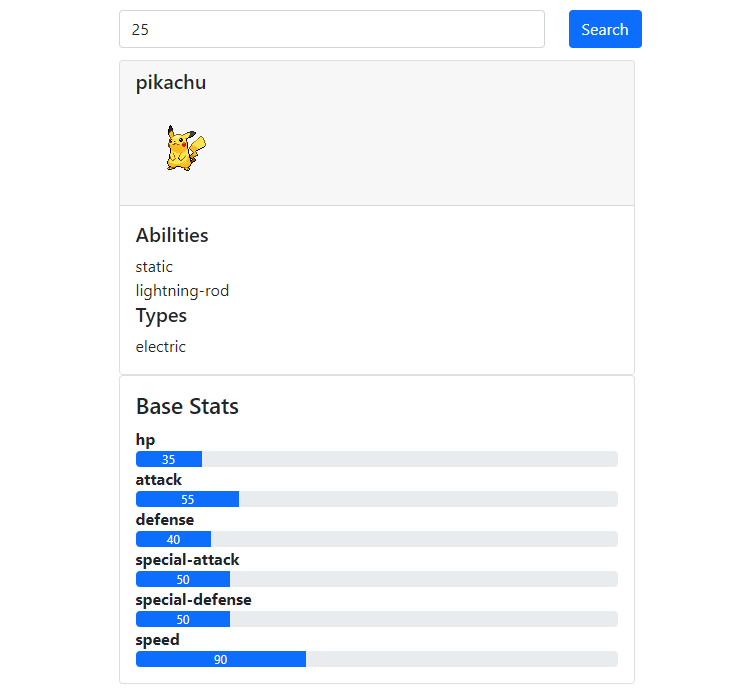 25
Search
pikachu
Abilities
static
lightning-rod
Types
electric
Base Stats
hp
35
attack
55
defense
40
special-attack
50
special-defense
50
speed
90